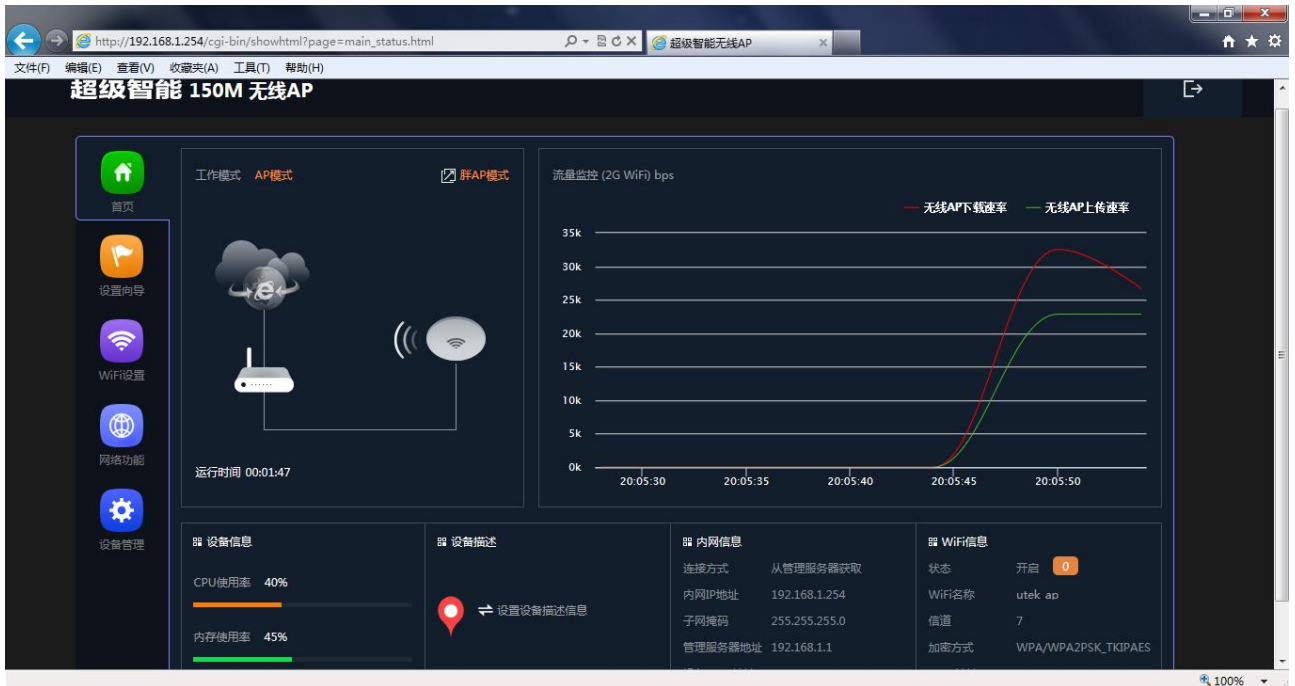 http://192.168.1.254/cgi-bin/showhtml?page=main_status.html
超级智能无线AP
文件(F) 编辑(E) 查看(V) 收藏夹(A) 工具(T) 帮助(H)
超级智能 150M 无线AP
首页
设置向导
WiFi设置
网络功能
设备管理
工作模式 AP模式
胖AP模式
运行时间 00:01:47
流量监控 (2G WiFi) bps
无线AP下载速率 无线AP上传速率
35k
30k
25k
20k
15k
10k
5k
0k
20:05:30 20:05:35 20:05:40 20:05:45 20:05:50
设备信息
CPU使用率 40%
内存使用率 45%
设备描述
设置设备描述信息
内网信息
连接方式 从管理服务器获取
内网IP地址 192.168.1.254
子网掩码 255.255.255.0
管理服务器地址 192.168.1.1
WiFi信息
状态 开启 0
WiFi名称 utek ap
信道 7
加密方式 WPA/WPA2PSK_TKIPAES
100%